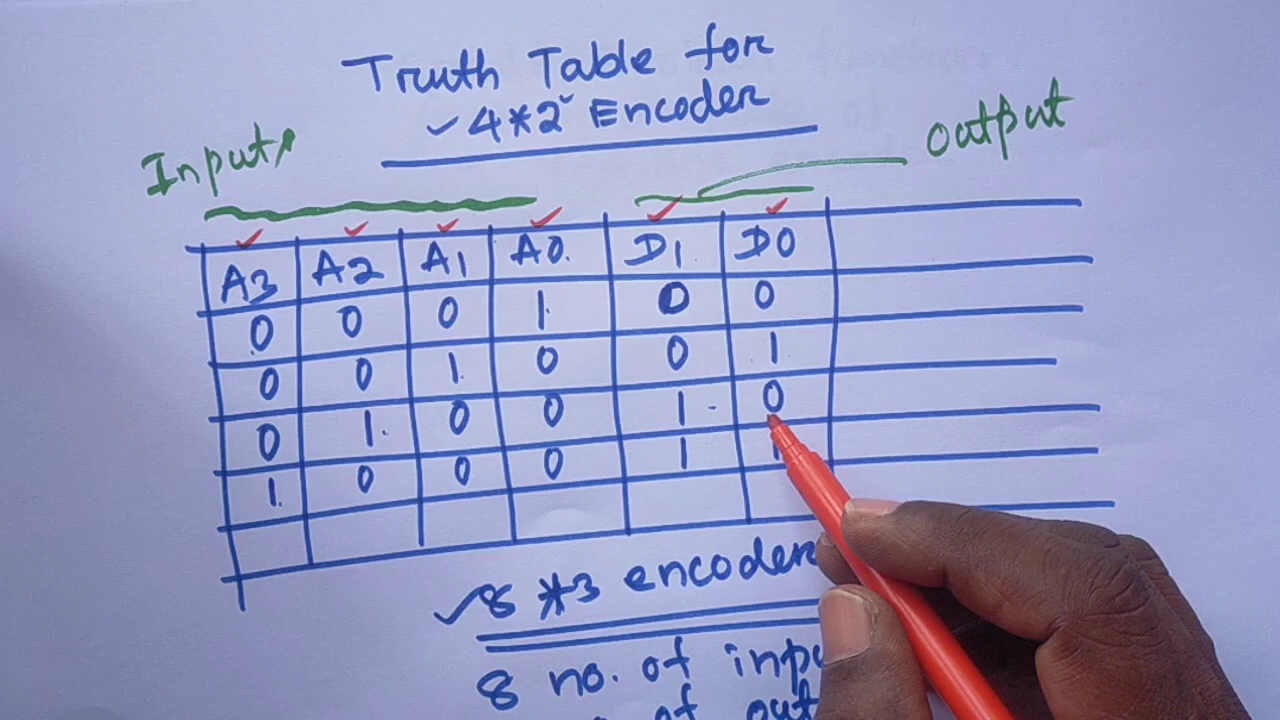 Truth Table for
✓4*2 Encoder
Inputs
output
A3 A2 A1 A0. D1 D0
0 0 0 1 0 0
0 0 1 0 0 1
0 1 0 0 1 0
1 0 0 0 1 1
✓8 *3 encoder
8 no. of
of